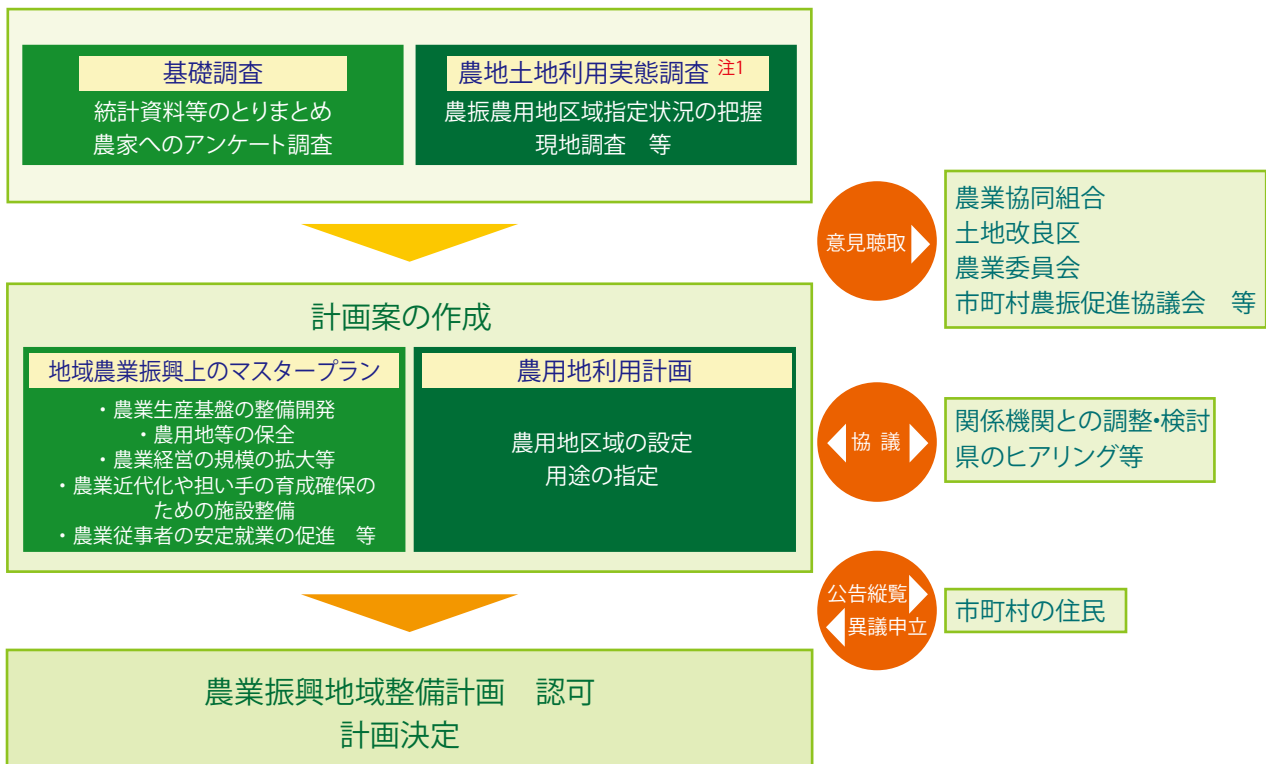 基礎調査
統計資料等のとりまとめ
農家へのアンケート調査
農地土地利用実態調査 注1
農振農用地区域指定状況の把握
現地調査　等
意見聴取
農業協同組合
土地改良区
農業委員会
市町村農振促進協議会　等
計画案の作成
地域農業振興上のマスタープラン
・農業生産基盤の整備開発
・農用地等の保全
・農業経営の規模の拡大等
・農業近代化や担い手の育成確保の
ための施設整備
・農業従事者の安定就業の促進　等
農用地利用計画
農用地区域の設定
用途の指定
協 議
関係機関との調整・検討
県のヒアリング等
公告縦覧
異議申立
市町村の住民
農業振興地域整備計画　認可
計画決定